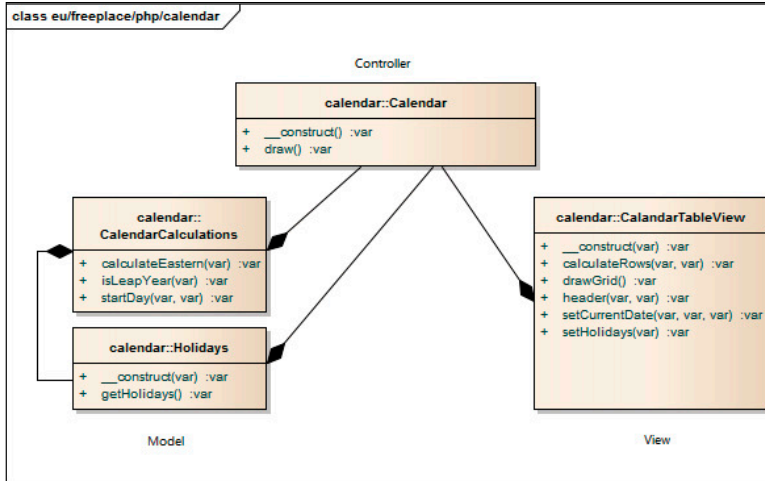 class eu/freeplace/php/calendar
Controller
calendar::Calendar
+ __construct() :var
+ draw() :var
calendar::
CalendarCalculations
+ calculateEastern(var) :var
+ isLeapYear(var) :var
+ startDay(var, var) :var
calendar::Holidays
+ __construct(var) :var
+ getHolidays() :var
Model
calendar::CalandarTableView
+ __construct(var) :var
+ calculateRows(var, var) :var
+ drawGrid() :var
+ header(var, var) :var
+ setCurrentDate(var, var, var) :var
+ setHolidays(var) :var
View